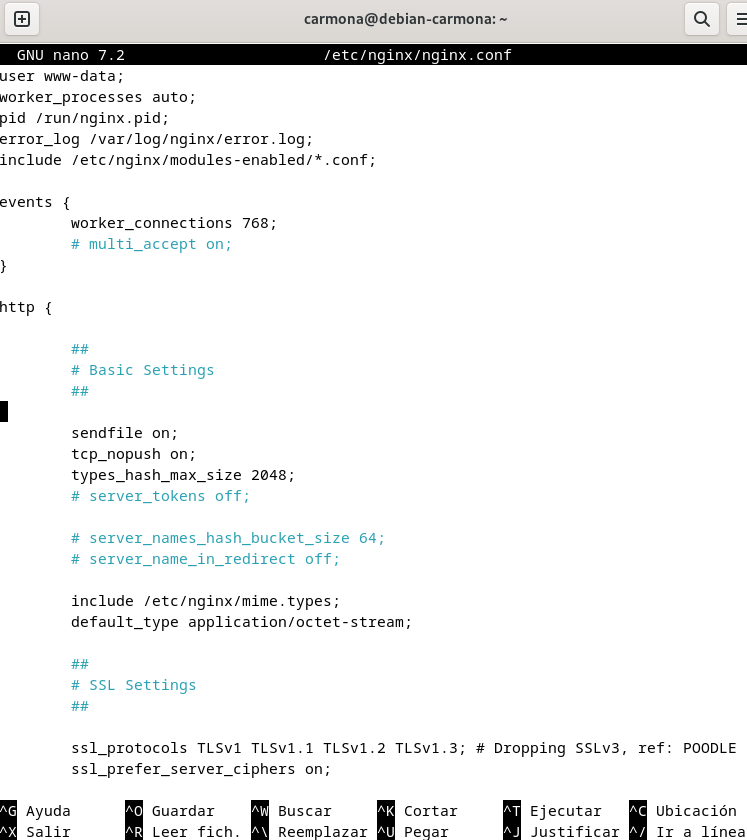 carmona@debian-carmona: ~
GNU nano 7.2 /etc/nginx/nginx.conf
user www-data;
worker_processes auto;
pid /run/nginx.pid;
error_log /var/log/nginx/error.log;
include /etc/nginx/modules-enabled/*.conf;
events {
worker_connections 768;
# multi_accept on;
}
http {
##
# Basic Settings
##
sendfile on;
tcp_nopush on;
types_hash_max_size 2048;
# server_tokens off;
# server_names_hash_bucket_size 64;
# server_name_in_redirect off;
include /etc/nginx/mime.types;
default_type application/octet-stream;
##
# SSL Settings
##
ssl_protocols TLSv1 TLSv1.1 TLSv1.2 TLSv1.3; # Dropping SSLv3, ref: POODLE
ssl_prefer_server_ciphers on;
^G Ayuda ^O Guardar ^W Buscar ^K Cortar ^T Ejecutar ^C Ubicación
^X Salir ^R Leer fich. ^\ Reemplazar ^U Pegar ^J Justificar ^/ Ir a línea